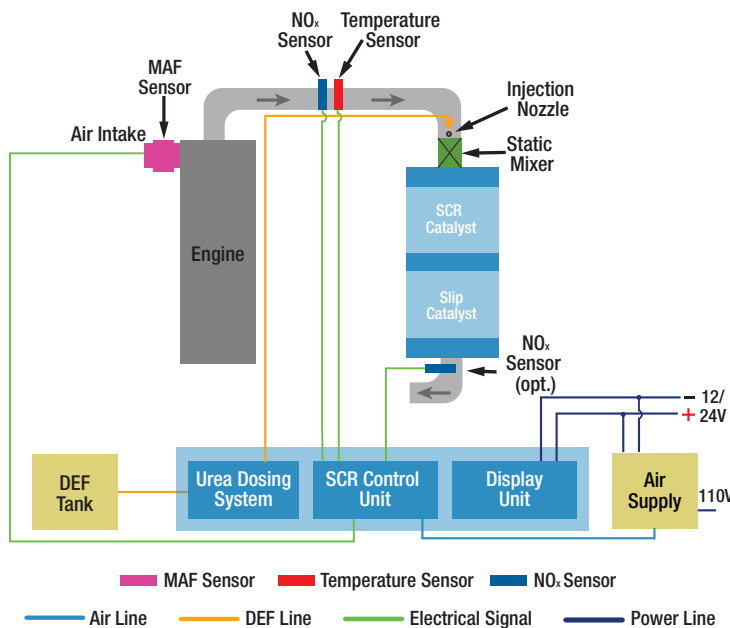 NOx
Sensor
Temperature
Sensor
MAF
Sensor
Air Intake
Injection
Nozzle
Static
Mixer
Engine
SCR
Catalyst
Slip
Catalyst
NOx
Sensor
(opt.)
- 12/
+ 24V
DEF
Tank
Urea Dosing
System
SCR Control
Unit
Display
Unit
Air
Supply
110V
MAF Sensor
Temperature Sensor
NOx Sensor
Air Line
DEF Line
Electrical Signal
Power Line